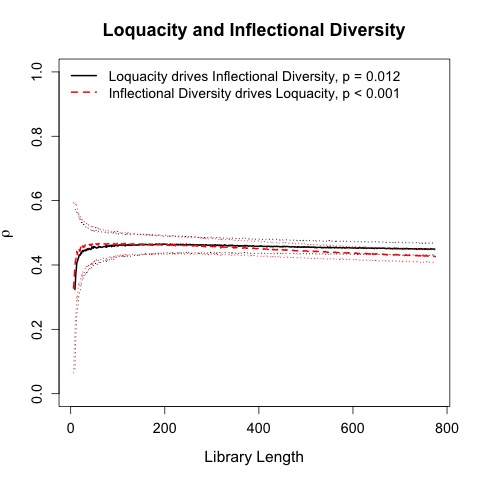 Loquacity and Inflectional Diversity
Loquacity drives Inflectional Diversity, p = 0.012
Inflectional Diversity drives Loquacity, p < 0.001
1.0
0.8
0.6
0.4
0.2
0.0
ρ
0 200 400 600 800
Library Length